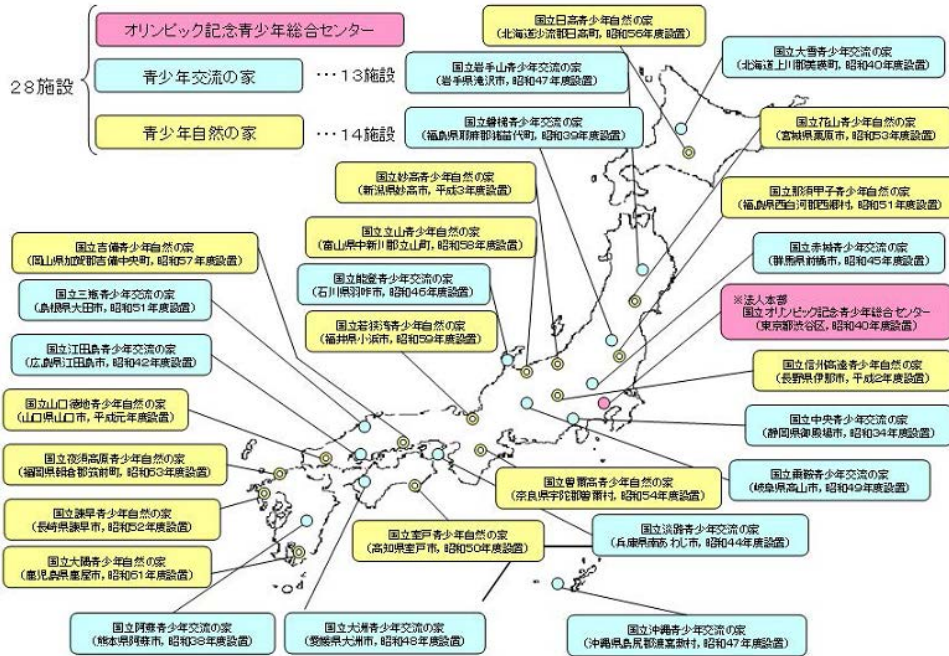 28施設
オリンピック記念青少年総合センター
青少年交流の家 ・・・13施設
青少年自然の家 ・・・14施設
国立日高青少年自然の家
(北海道沙流郡日高町, 昭和56年度設置)
国立大雪青少年交流の家
(北海道上川郡美瑛町, 昭和40年度設置)
国立岩手山青少年交流の家
(岩手県滝沢市, 昭和47年度設置)
国立磐梯青少年交流の家
(福島県耶麻郡猪苗代町, 昭和39年度設置)
国立花山青少年自然の家
(宮城県栗原市, 昭和53年度設置)
国立妙高青少年自然の家
(新潟県妙高市, 平成3年度設置)
国立那須甲子青少年自然の家
(福島県西白河郡西郷村, 昭和51年度設置)
国立立山青少年自然の家
(富山県中新川郡立山町, 昭和58年度設置)
国立赤城青少年交流の家
(群馬県前橋市, 昭和45年度設置)
国立吉備青少年自然の家
(岡山県加賀郡吉備中央町, 昭和57年度設置)
国立能登青少年交流の家
(石川県羽咋市, 昭和46年度設置)
国立三瓶青少年交流の家
(島根県大田市, 昭和51年度設置)
※法人本部
国立オリンピック記念青少年総合センター
(東京都渋谷区, 昭和40年度設置)
国立若狭湾青少年自然の家
(福井県小浜市, 昭和59年度設置)
国立江田島青少年交流の家
(広島県江田島市, 昭和42年度設置)
国立信州高遠青少年自然の家
(長野県伊那市, 平成2年度設置)
国立山口徳地青少年自然の家
(山口県山口市, 平成元年度設置)
国立中央青少年交流の家
(静岡県御殿場市, 昭和34年度設置)
国立夜須高原青少年自然の家
(福岡県朝倉郡筑前町, 昭和63年度設置)
国立乗鞍青少年交流の家
(岐阜県高山市, 昭和49年度設置)
国立曽爾高青少年自然の家
(奈良県宇陀郡曽爾村, 昭和54年度設置)
国立諫早青少年自然の家
(長崎県諫早市, 昭和52年度設置)
国立室戸青少年自然の家
(高知県室戸市, 昭和50年度設置)
国立淡路青少年交流の家
(兵庫県南あわじ市, 昭和44年度設置)
国立大隅青少年自然の家
(鹿児島県鹿屋市, 昭和61年度設置)
国立阿蘇青少年交流の家
(熊本県阿蘇市, 昭和38年度設置)
国立大洲青少年交流の家
(愛媛県大洲市, 昭和48年度設置)
国立沖縄青少年交流の家
(沖縄県島尻郡渡嘉敷村, 昭和47年度設置)